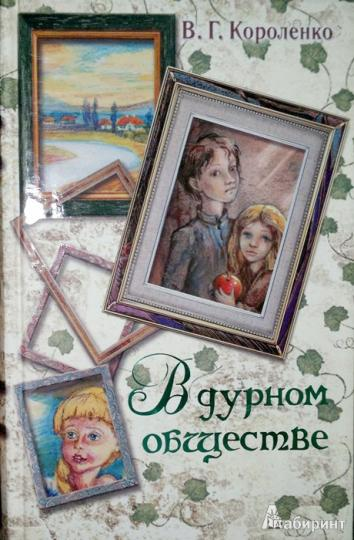 В. Г. Короленко
В дурном
обществе
Лабиринт